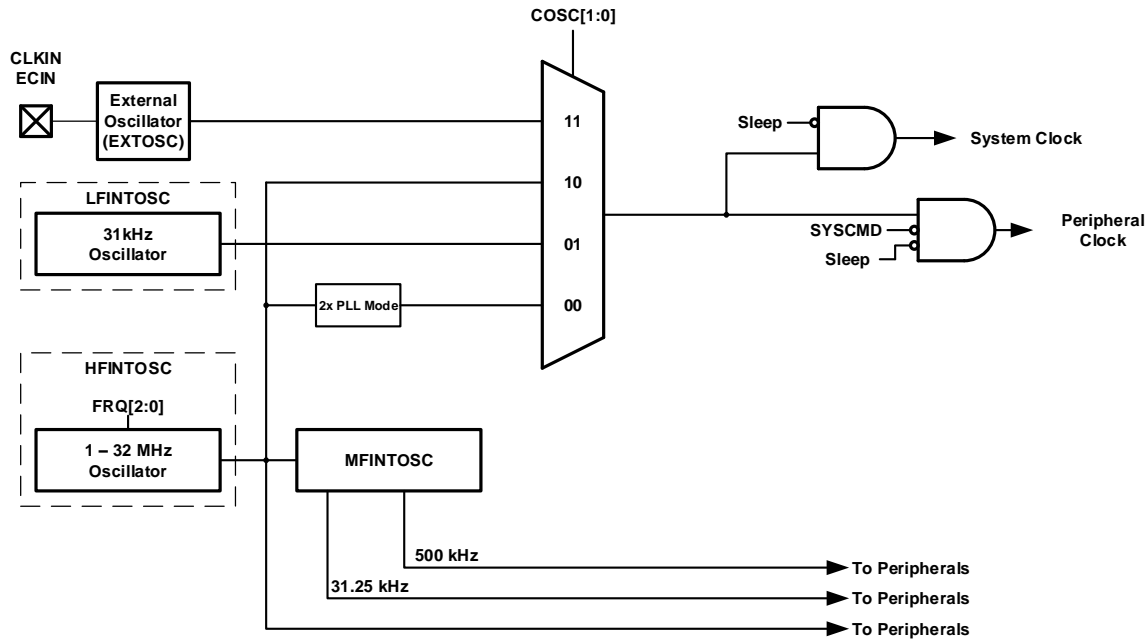 COSC[1:0]
CLKIN
ECIN
External
Oscillator
(EXTOSC)
11
Sleep
System Clock
LFINTOSC
10
31kHz
Oscillator
01
SYSCMD
Sleep
Peripheral
Clock
2x PLL Mode
00
HFINTOSC
FRQ[2:0]
1 – 32 MHz
Oscillator
MFINTOSC
500 kHz
To Peripherals
31.25 kHz
To Peripherals
To Peripherals